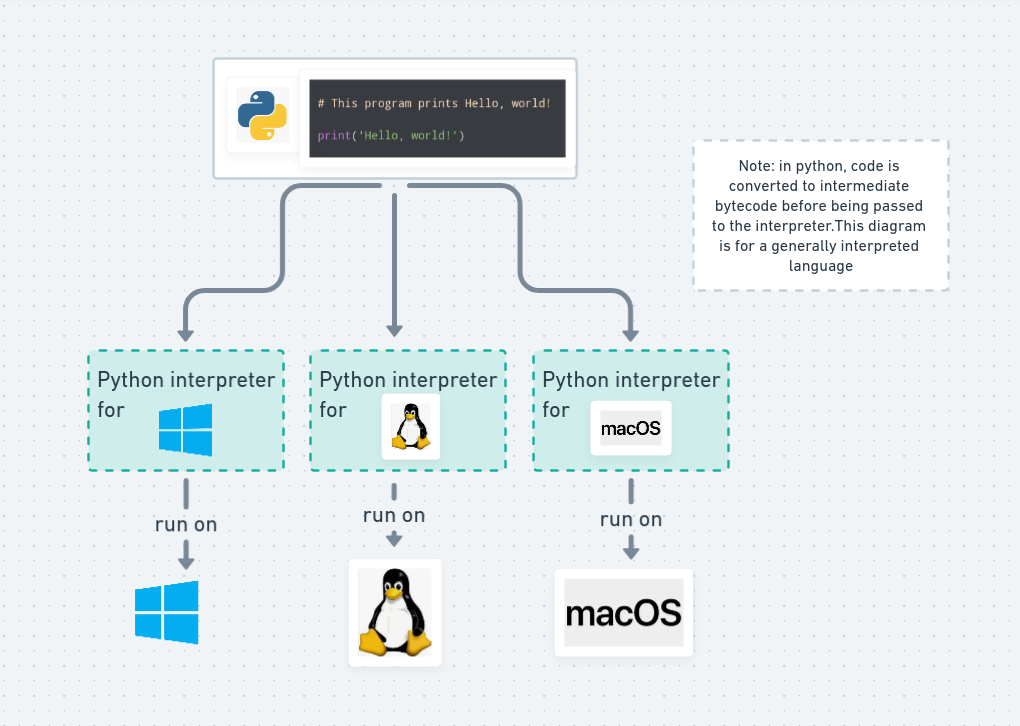 # This program prints Hello, world!
print('Hello, world!')
Note: in python, code is
converted to intermediate
bytecode before being passed
to the interpreter.This diagram
is for a generally interpreted
language
Python interpreter
for
Python interpreter
for
Python interpreter
for
macOS
run on
run on
run on
macOS